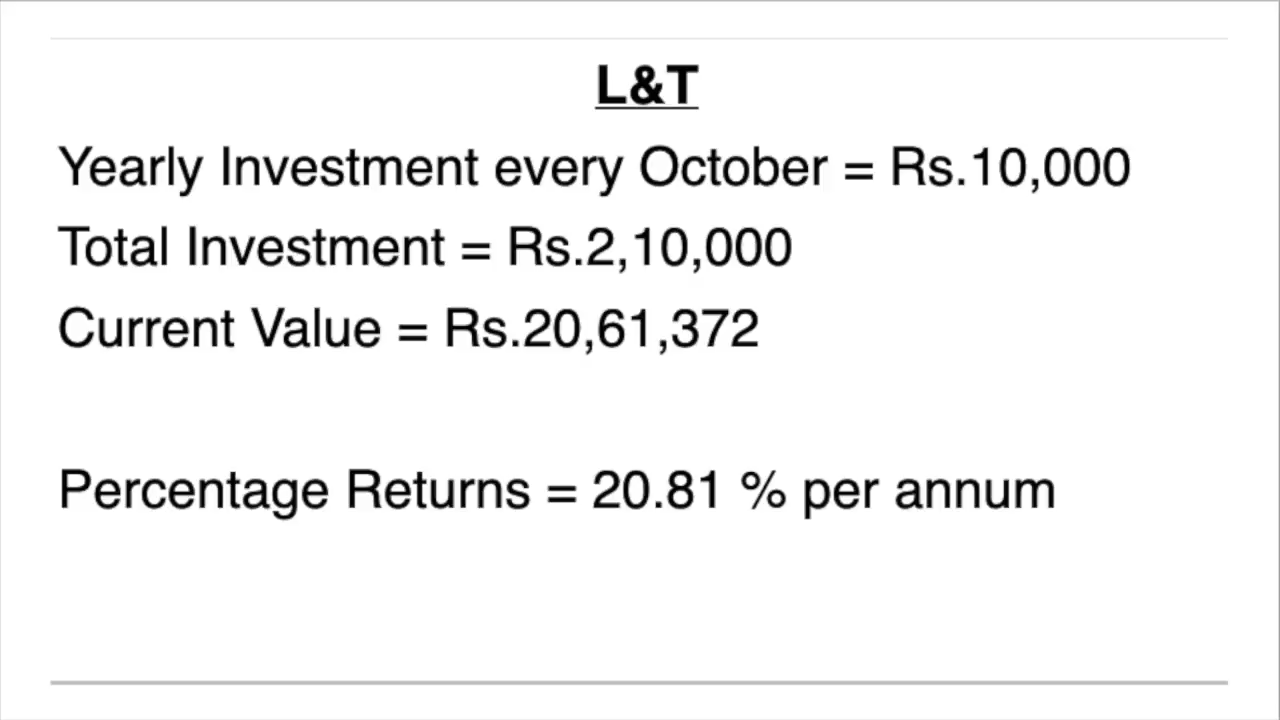 L&T
Yearly Investment every October = Rs.10,000
Total Investment = Rs.2,10,000
Current Value = Rs.20,61,372
Percentage Returns = 20.81 % per annum